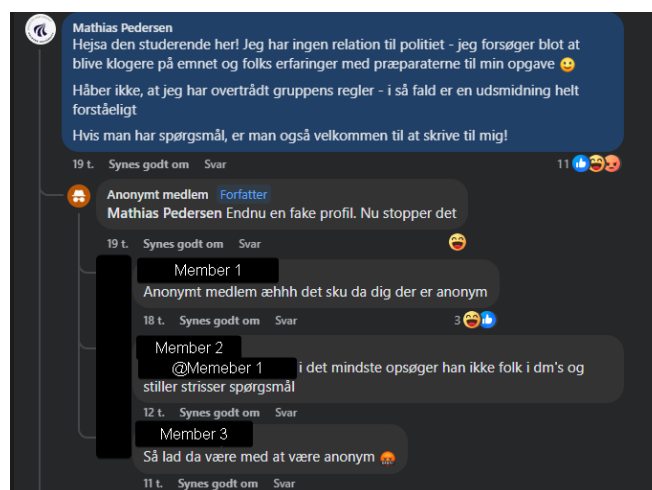 Mathias Pedersen
Hejsa den studerende her! Jeg har ingen relation til politiet - jeg forsøger blot at
blive klogere på emnet og folks erfaringer med præparaterne til min opgave 😉
Håber ikke, at jeg har overtrådt gruppens regler - i så fald er en udsmidning helt
forståeligt
Hvis man har spørgsmål, er man også velkommen til at skrive til mig!
19 t. Synes godt om Svar 11
Anonymt medlem Forfatter
Mathias Pedersen Endnu en fake profil. Nu stopper det
19 t. Synes godt om Svar
Member 1
Anonymt medlem æhhh det sku da dig der er anonym
18 t. Synes godt om Svar 3
Member 2
@Memeber 1 i det mindste opsøger han ikke folk i dm's og
stiller strisser spørgsmål
12 t. Synes godt om Svar
Member 3
Så lad da være med at være anonym 🤬
11 t. Synes godt om Svar